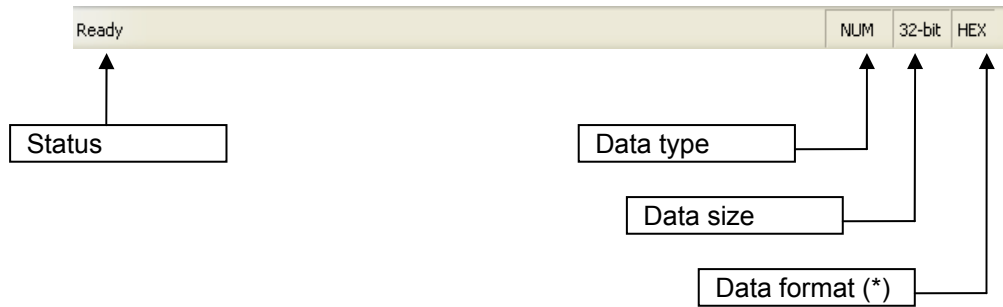 Ready NUM 32-bit HEX
Status
Data type
Data size
Data format (*)